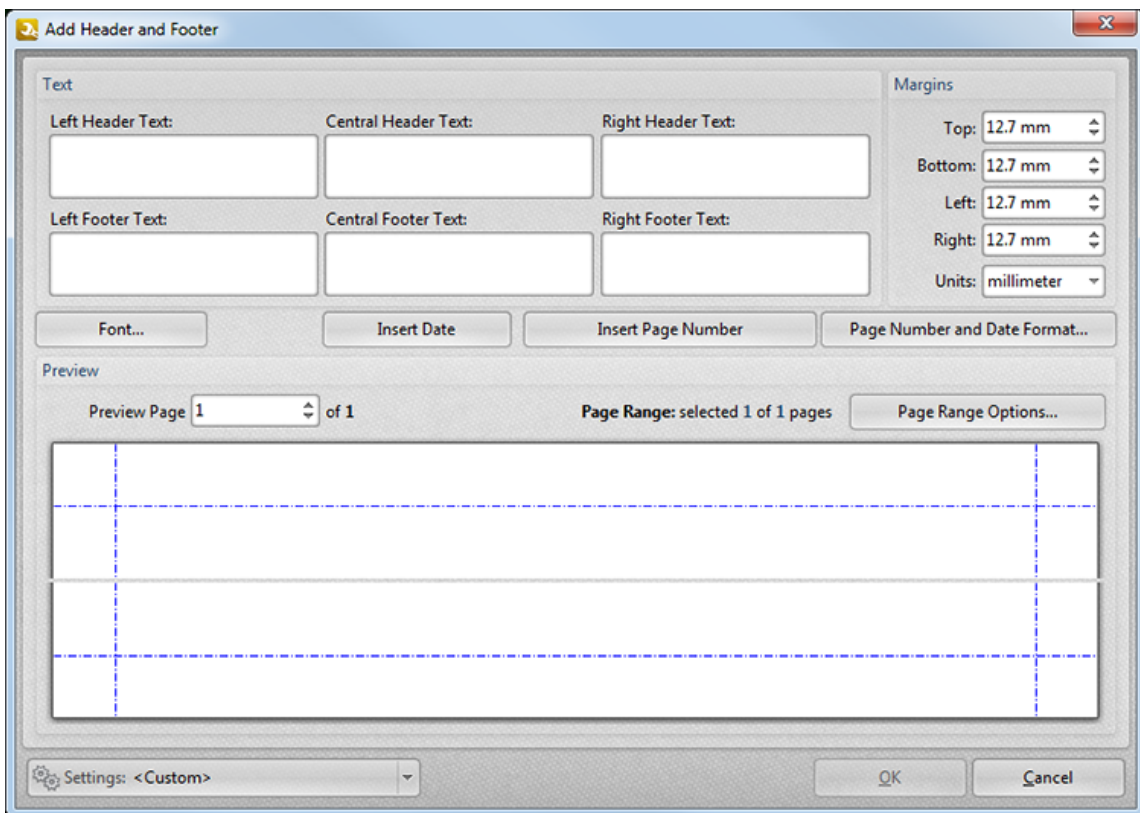 Add Header and Footer
Text
Margins
Left Header Text:
Central Header Text:
Right Header Text:
Top: 12.7 mm
Bottom: 12.7 mm
Left: 12.7 mm
Right: 12.7 mm
Units: millimeter
Left Footer Text:
Central Footer Text:
Right Footer Text:
Font...
Insert Date
Insert Page Number
Page Number and Date Format...
Preview
Preview Page 1 of 1
Page Range: selected 1 of 1 pages
Page Range Options...
Settings: <Custom>
OK
Cancel